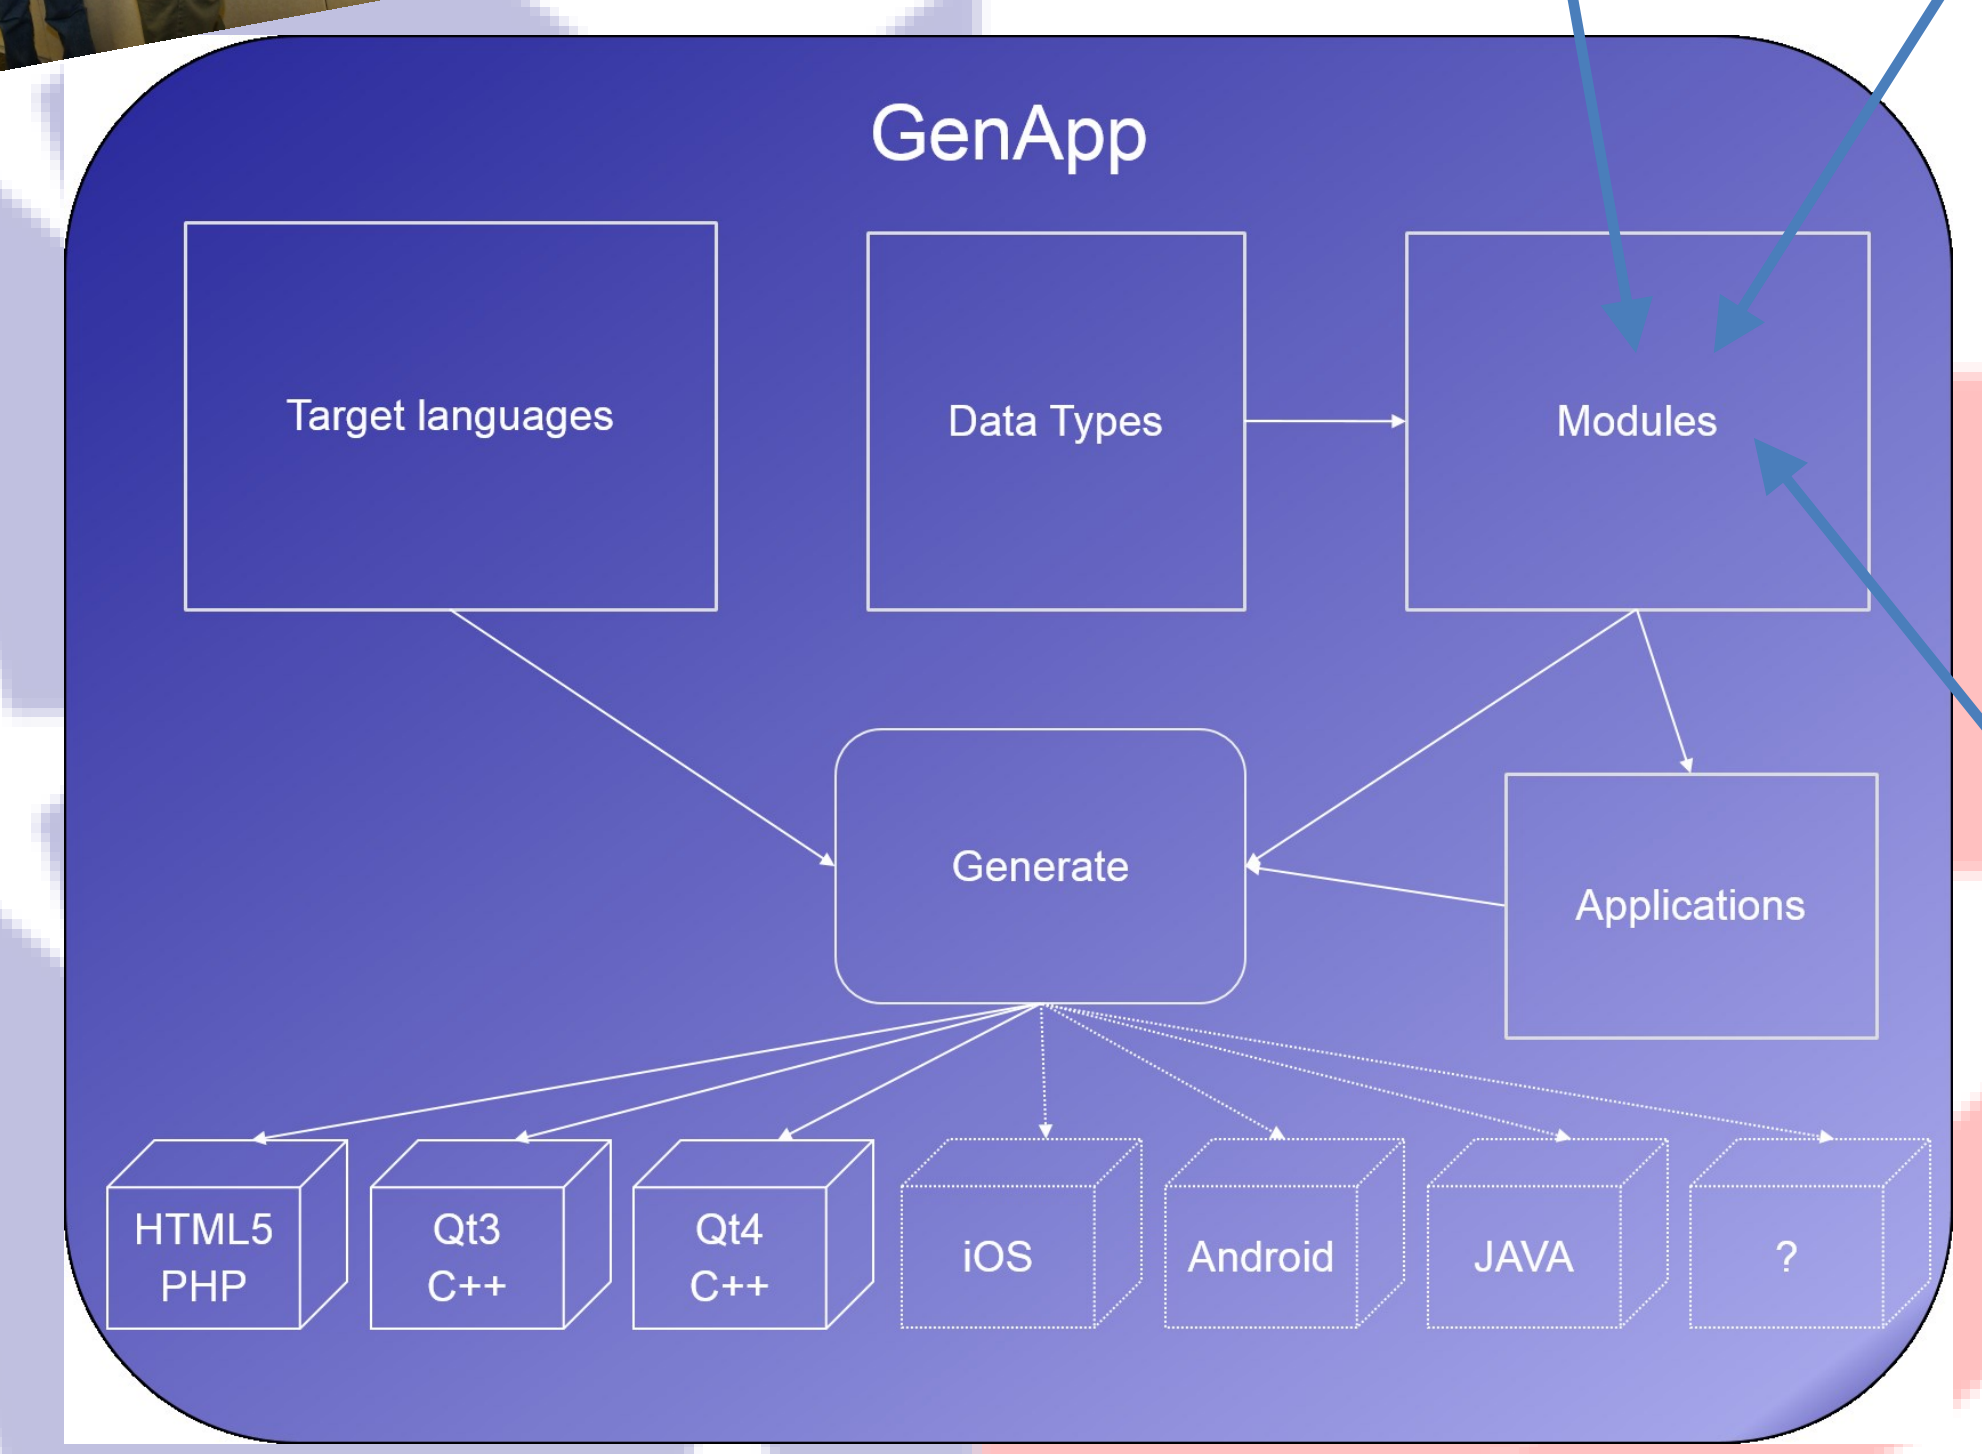 GenApp
Target languages
Data Types
Modules
Generate
Applications
HTML5
PHP
Qt3
C++
Qt4
C++
iOS
Android
JAVA
?